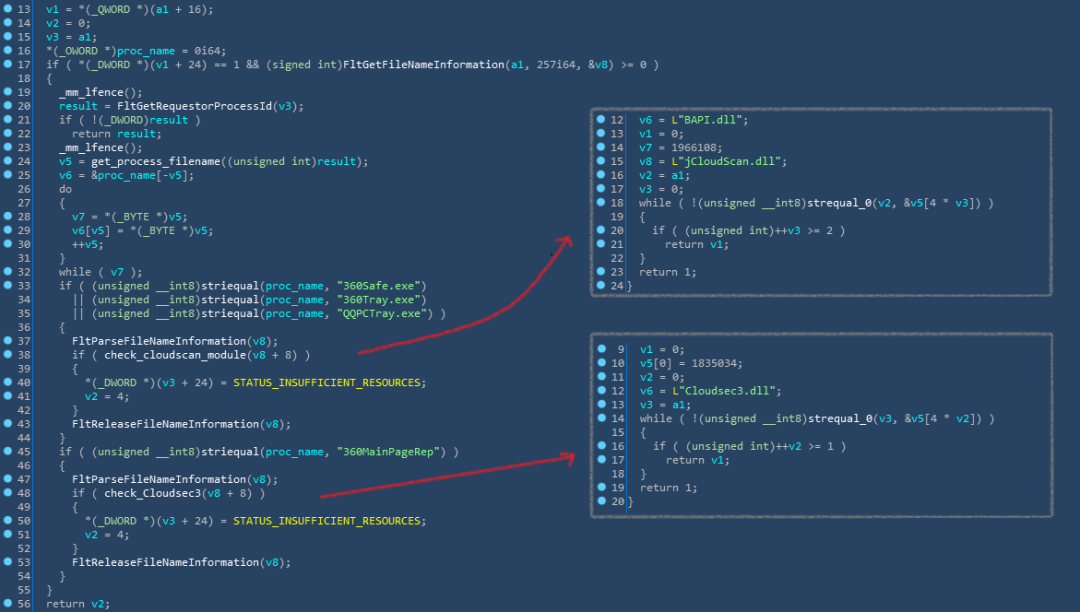 13 v1 = *(_QWORD *)(a1 + 16);
14 v2 = 0;
15 v3 = a1;
16 *(_OWORD *)proc_name = 0i64;
17 if ( *(_DWORD *)(v1 + 24) == 1 && (signed int)FltGetFileNameInformation(a1, 257i64, &v8) >= 0 )
18 {
19 _mm_lfence();
20 result = FltGetRequestorProcessId(v3);
21 if ( !(_DWORD)result )
22 return result;
23 _mm_lfence();
24 v5 = get_process_filename((unsigned int)result);
25 v6 = &proc_name[-v5];
26 do
27 {
28 v7 = *(_BYTE *)v5;
29 v6[v5] = *(_BYTE *)v5;
30 ++v5;
31 }
32 while ( v7 );
33 if ( (unsigned __int8)striequal(proc_name, "360Safe.exe")
34 || (unsigned __int8)striequal(proc_name, "360Tray.exe")
35 || (unsigned __int8)striequal(proc_name, "QQPCTray.exe") )
36 {
37 FltParseFileNameInformation(v8);
38 if ( check_cloudscan_module(v8 + 8) )
39 {
40 *(_DWORD *)(v3 + 24) = STATUS_INSUFFICIENT_RESOURCES;
41 v2 = 4;
42 }
43 FltReleaseFileNameInformation(v8);
44 }
45 if ( (unsigned __int8)striequal(proc_name, "360MainPageRep") )
46 {
47 FltParseFileNameInformation(v8);
48 if ( check_Cloudsec3(v8 + 8) )
49 {
50 *(_DWORD *)(v3 + 24) = STATUS_INSUFFICIENT_RESOURCES;
51 v2 = 4;
52 }
53 FltReleaseFileNameInformation(v8);
54 }
55 }
56 return v2;
12 v6 = L"BAPI.dll";
13 v1 = 0;
14 v7 = 1966108;
15 v8 = L"jCloudScan.dll";
16 v2 = a1;
17 v3 = 0;
18 while ( !(unsigned __int8)strequal_0(v2, &v5[4 * v3]) )
19 {
20 if ( (unsigned int)++v3 >= 2 )
21 return v1;
22 }
23 return 1;
24 }
9 v1 = 0;
10 v5[0] = 1835034;
11 v2 = 0;
12 v6 = L"Cloudsec3.dll";
13 v3 = a1;
14 while ( !(unsigned __int8)strequal_0(v3, &v5[4 * v2]) )
15 {
16 if ( (unsigned int)++v2 >= 1 )
17 return v1;
18 }
19 return 1;
20 }